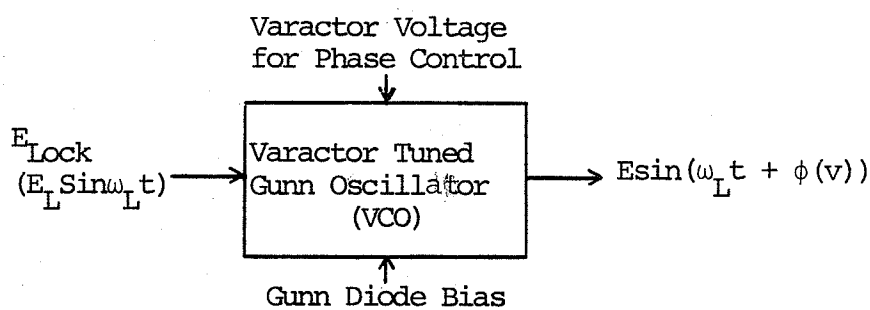 Varactor Voltage
for Phase Control
E_Lock
(E_L Sinω_L t)
Varactor Tuned
Gunn Oscillator
(VCO)
Esin(ω_L t + φ(v))
Gunn Diode Bias